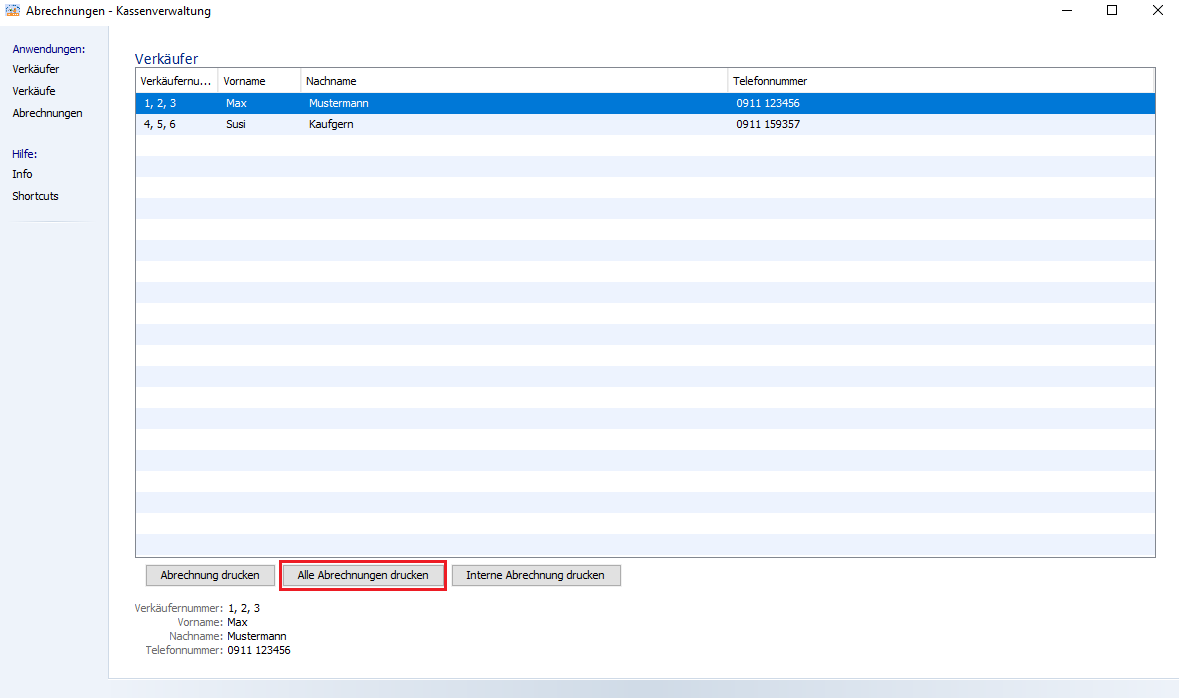 Abrechnungen - Kassenverwaltung
Anwendungen:
Verkäufer
Verkäufe
Abrechnungen
Hilfe:
Info
Shortcuts
Verkäufer
Verkäufernu... Vorname Nachname Telefonnummer
1, 2, 3 Max Mustermann 0911 123456
4, 5, 6 Susi Kaufgern 0911 159357
Abrechnung drucken Alle Abrechnungen drucken Interne Abrechnung drucken
Verkäufernummer: 1, 2, 3
Vorname: Max
Nachname: Mustermann
Telefonnummer: 0911 123456